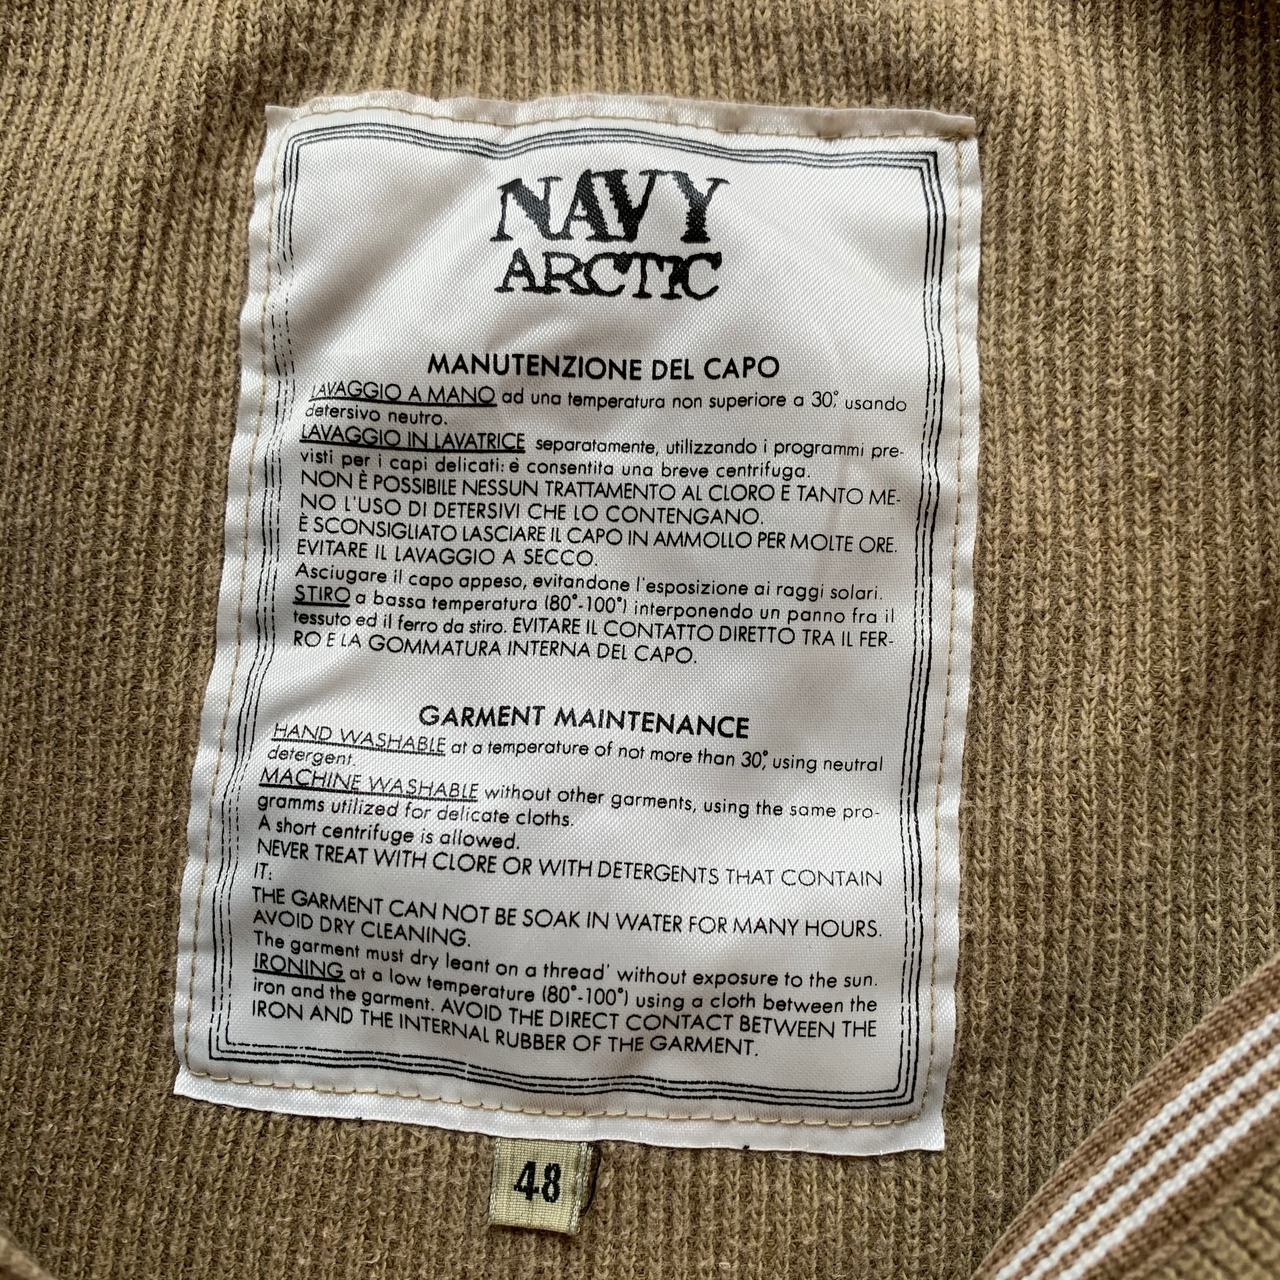 NAVY
ARCTIC
MANUTENZIONE DEL CAPO
LAVAGGIO A MANO ad una temperatura non superiore a 30°, usando
detersivo neutro.
LAVAGGIO IN LAVATRICE separatamente, utilizzando i programmi pre-
visti per i capi delicati: è consentita una breve centrifuga.
NON È POSSIBILE NESSUN TRATTAMENTO AL CLORO E TANTO ME-
NO L'USO DI DETERSIVI CHE LO CONTENGANO.
È SCONSIGLIATO LASCIARE IL CAPO IN AMMOLLO PER MOLTE ORE.
EVITARE IL LAVAGGIO A SECCO.
Asciugare il capo appeso, evitandone l'esposizione ai raggi solari.
STIRO a bassa temperatura (80°-100°) interponendo un panno fra il
tessuto ed il ferro da stiro. EVITARE IL CONTATTO DIRETTO TRA IL FER-
RO E LA GOMMATURA INTERNA DEL CAPO.
GARMENT MAINTENANCE
HAND WASHABLE at a temperature of not more than 30°, using neutral
detergent.
MACHINE WASHABLE without other garments, using the same pro-
gramms utilized for delicate cloths.
A short centrifuge is allowed.
NEVER TREAT WITH CLORE OR WITH DETERGENTS THAT CONTAIN
IT:
THE GARMENT CAN NOT BE SOAK IN WATER FOR MANY HOURS.
AVOID DRY CLEANING.
The garment must dry leant on a thread' without exposure to the sun.
IRONING at a low temperature (80°-100°) using a cloth between the
iron and the garment. AVOID THE DIRECT CONTACT BETWEEN THE
IRON AND THE INTERNAL RUBBER OF THE GARMENT.
48